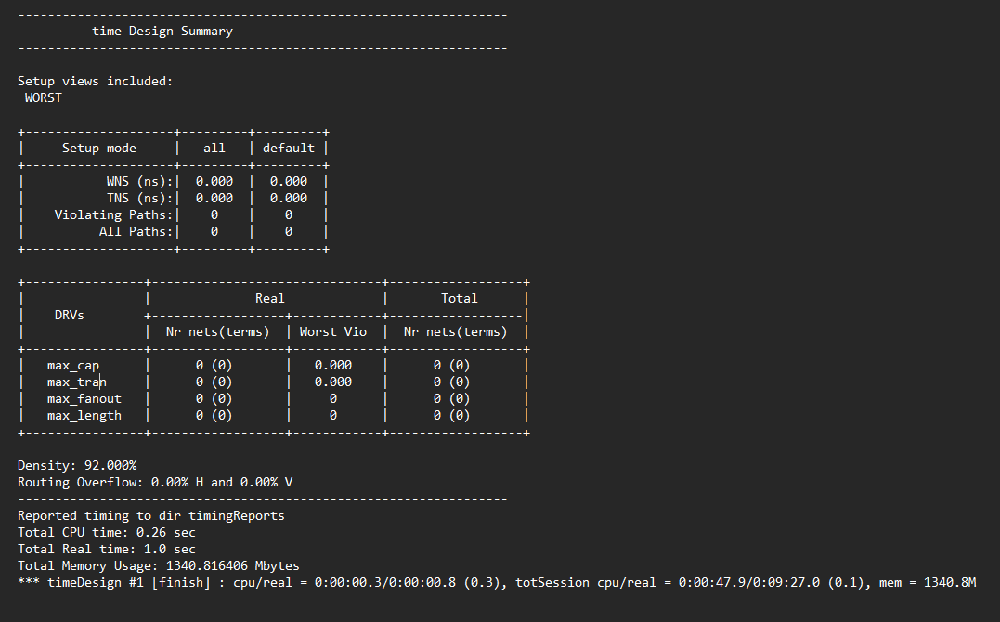 --------------------------------------------------------------------
          time Design Summary
--------------------------------------------------------------------
Setup views included:
 WORST
+--------------------+---------+---------+
|     Setup mode     |   all   | default |
+--------------------+---------+---------+
|           WNS (ns):|  0.000  |  0.000  |
|           TNS (ns):|  0.000  |  0.000  |
|    Violating Paths:|    0    |    0    |
|          All Paths:|    0    |    0    |
+--------------------+---------+---------+
+----------------+-------------------------------+------------------+
|                |              Real             |       Total      |
|    DRVs        +------------------+------------+------------------|
|                |  Nr nets(terms)  | Worst Vio  |  Nr nets(terms)  |
+----------------+------------------+------------+------------------+
|   max_cap      |      0 (0)       |   0.000    |      0 (0)       |
|   max_tran     |      0 (0)       |   0.000    |      0 (0)       |
|   max_fanout   |      0 (0)       |     0      |      0 (0)       |
|   max_length   |      0 (0)       |     0      |      0 (0)       |
+----------------+------------------+------------+------------------+
Density: 92.000%
Routing Overflow: 0.00% H and 0.00% V
------------------------------------------------------------------
Reported timing to dir timingReports
Total CPU time: 0.26 sec
Total Real time: 1.0 sec
Total Memory Usage: 1340.816406 Mbytes
*** timeDesign #1 [finish] : cpu/real = 0:00:00.3/0:00:00.8 (0.3), totSession cpu/real = 0:00:47.9/0:09:27.0 (0.1), mem = 1340.8M